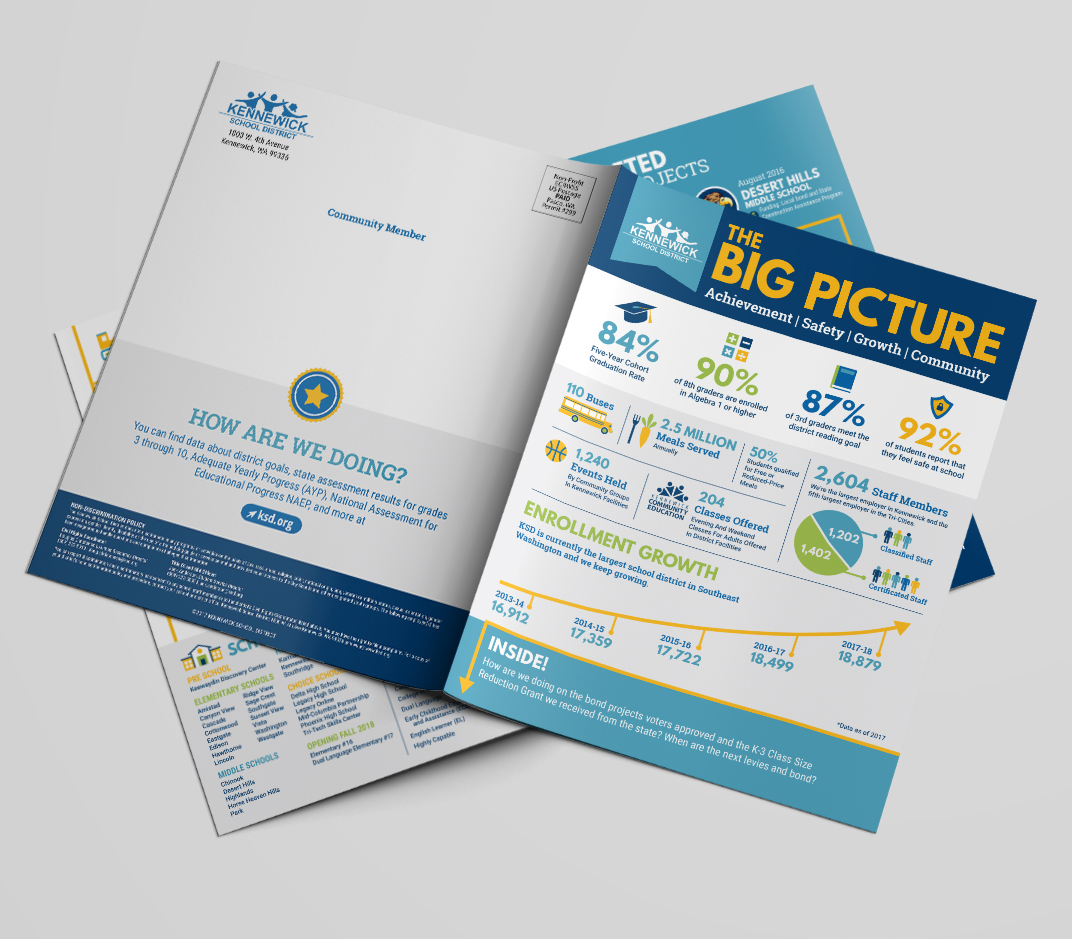 KENNEWICK
SCHOOL DISTRICT
1000 W. 4th Avenue
Kennewick, WA 99336
Non-Profit
ECRWSS
US Postage
PAID
Pasco, WA
Permit #299
Community Member
HOW ARE WE DOING?
You can find data about district goals, state assessment results for grades
3 through 10, Adequate Yearly Progress (AYP), National Assessment for
Educational Progress NAEP, and more at
ksd.org
NON-DISCRIMINATION POLICY
©2017 KENNEWICK SCHOOL DISTRICT
August 2016
DESERT HILLS
MIDDLE SCHOOL
Funding: Local bond and State
Construction Assistance Program
KENNEWICK
SCHOOL DISTRICT
THE
BIG PICTURE
Achievement | Safety | Growth | Community
84%
Five-Year Cohort
Graduation Rate
90%
of 8th graders are enrolled
in Algebra 1 or higher
87%
of 3rd graders meet the
district reading goal
92%
of students report that
they feel safe at school
110 Buses
2.5 MILLION
Meals Served
Annually
50%
Students qualified
for Free or
Reduced-Price
Meals
1,240
Events Held
By Community Groups
In Kennewick Facilities
KENNEWICK
COMMUNITY
EDUCATION
204
Classes Offered
Evening And Weekend
Classes For Adults Offered
In District Facilities
2,604 Staff Members
We're the largest employer in Kennewick and the
fifth largest employer in the Tri-Cities.
1,202
Classified Staff
1,402
Certificated Staff
ENROLLMENT GROWTH
KSD is currently the largest school district in Southeast
Washington and we keep growing.
2013-14
16,912
2014-15
17,359
2015-16
17,722
2016-17
18,499
2017-18
18,879
*Data as of 2017
INSIDE!
How are we doing on the bond projects voters approved and the K-3 Class Size
Reduction Grant we received from the state? When are the next levies and bond?
PRE SCHOOL
Keewaydin Discovery Center
ELEMENTARY SCHOOLS
Amistad
Canyon View
Cascade
Cottonwood
Eastgate
Edison
Hawthorne
Lincoln
Ridge View
Sage Crest
Southgate
Sunset View
Vista
Washington
Westgate
MIDDLE SCHOOLS
Chinook
Desert Hills
Highlands
Horse Heaven Hills
Park
Southridge
CHOICE SCHOOLS
Delta High School
Legacy High School
Legacy Online
Mid-Columbia Partnership
Phoenix High School
Tri-Tech Skills Center
OPENING FALL 2018
Elementary #16
Dual Language Elementary #17
Early Childhood
English Learner (EL)
Highly Capable